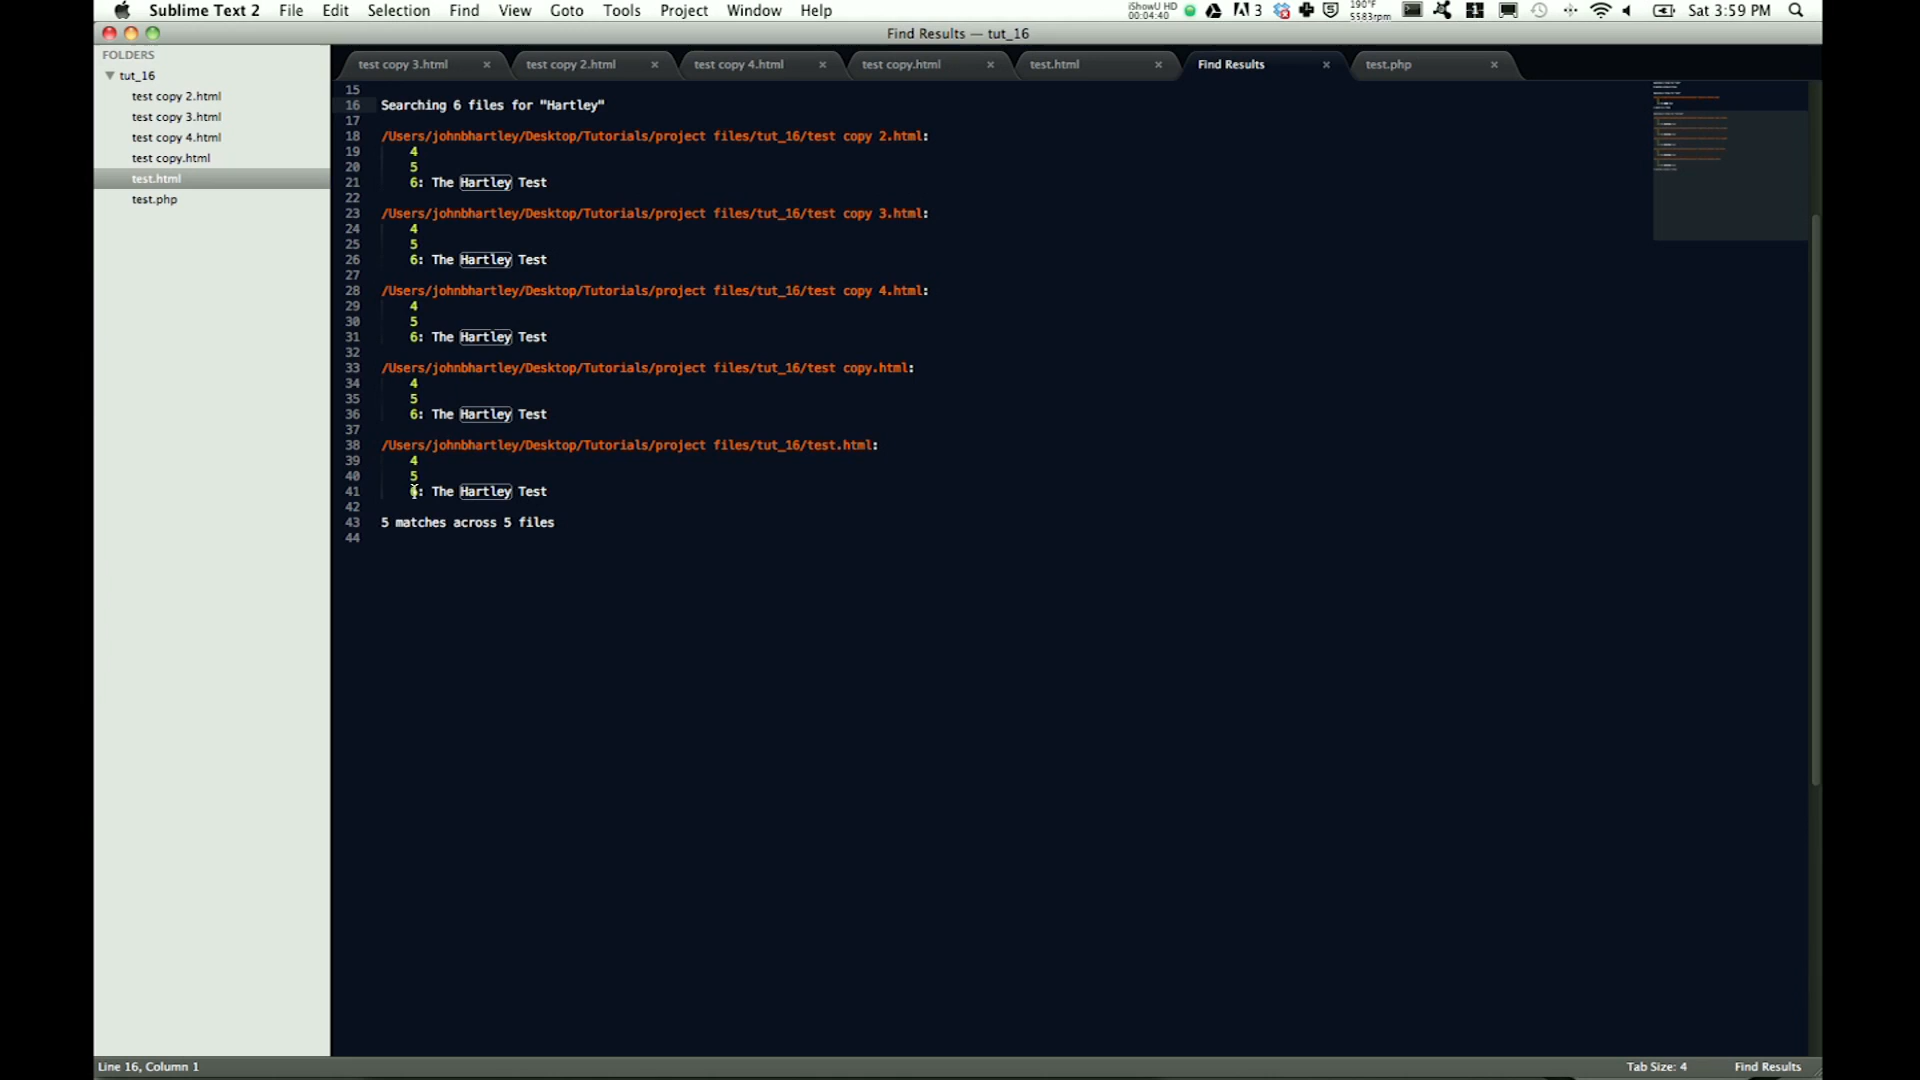 Sublime Text 2 File Edit Selection Find View Goto Tools Project Window Help iShowU HD 00:04:40 3 190°F 5583rpm Sat 3:59 PM
Find Results — tut_16
FOLDERS
tut_16
test copy 2.html
test copy 3.html
test copy 4.html
test copy.html
test.html
test.php
test copy 3.html × test copy 2.html × test copy 4.html × test copy.html × test.html × Find Results × test.php ×
15
16 Searching 6 files for "Hartley"
17
18 /Users/johnbhartley/Desktop/Tutorials/project files/tut_16/test copy 2.html:
19 4
20 5
21 6: The Hartley Test
22
23 /Users/johnbhartley/Desktop/Tutorials/project files/tut_16/test copy 3.html:
24 4
25 5
26 6: The Hartley Test
27
28 /Users/johnbhartley/Desktop/Tutorials/project files/tut_16/test copy 4.html:
29 4
30 5
31 6: The Hartley Test
32
33 /Users/johnbhartley/Desktop/Tutorials/project files/tut_16/test copy.html:
34 4
35 5
36 6: The Hartley Test
37
38 /Users/johnbhartley/Desktop/Tutorials/project files/tut_16/test.html:
39 4
40 5
41 6: The Hartley Test
42
43 5 matches across 5 files
44
Line 16, Column 1 Tab Size: 4 Find Results